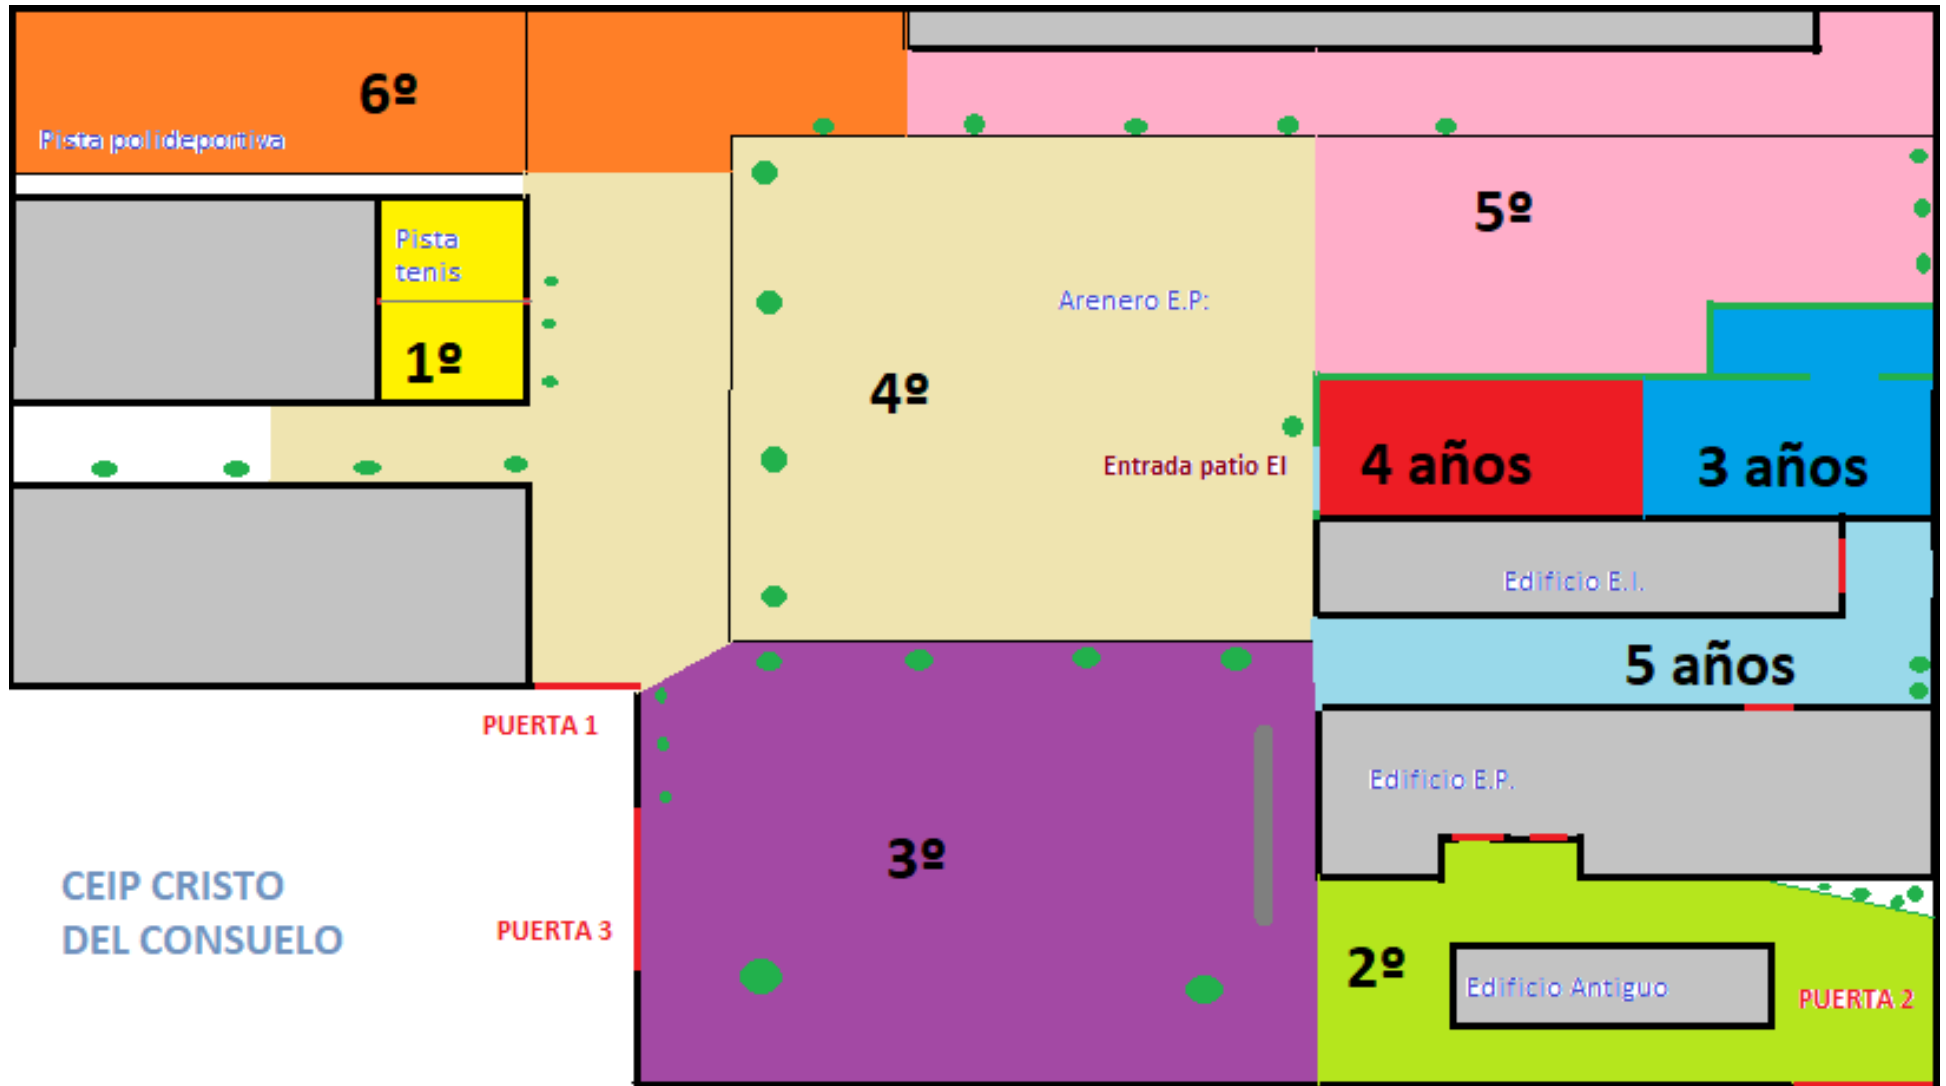 6º
Pista polideportiva
5º
Pista
tenis
Arenero E.P:
1º
4º
Entrada patio EI
4 años
3 años
Edificio E.I.
5 años
PUERTA 1
Edificio E.P.
3º
CEIP CRISTO
DEL CONSUELO
PUERTA 3
2º
Edificio Antiguo
PUERTA 2